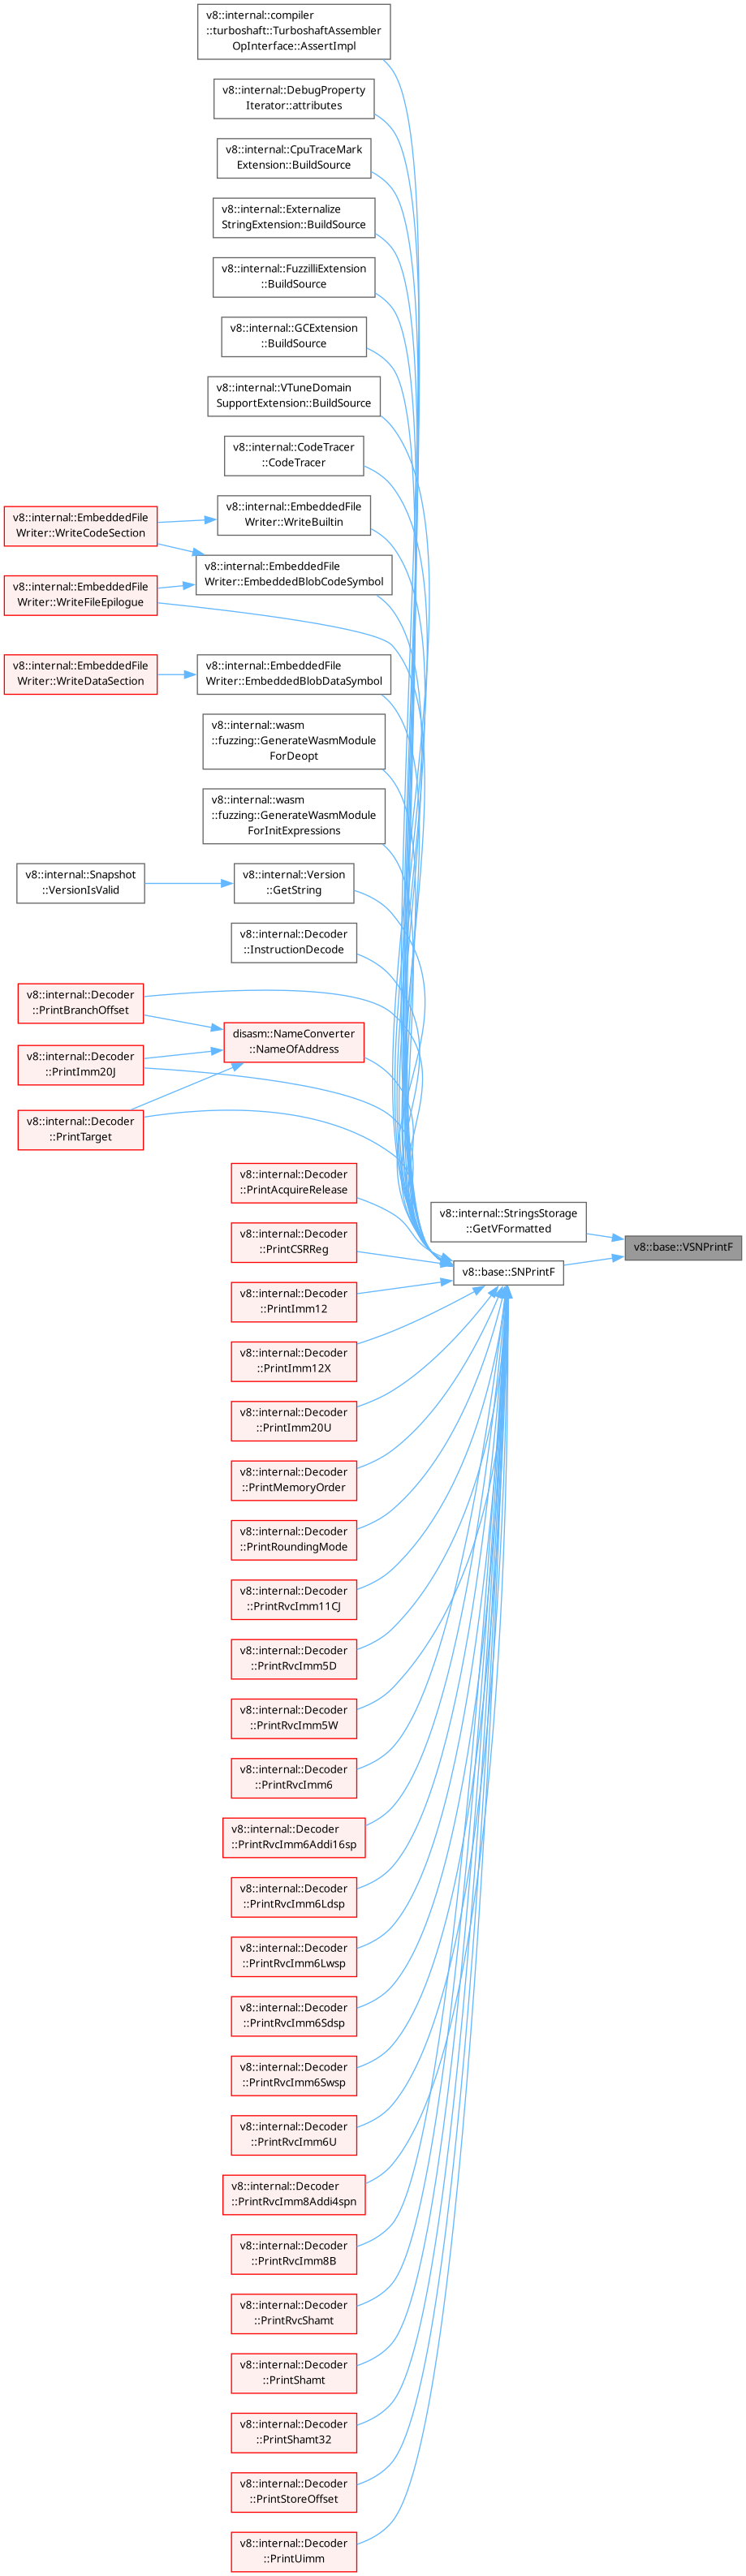 v8::internal::compiler
::turboshaft::TurboshaftAssembler
OpInterface::AssertImpl
v8::internal::DebugProperty
Iterator::attributes
v8::internal::CpuTraceMark
Extension::BuildSource
v8::internal::Externalize
StringExtension::BuildSource
v8::internal::FuzzilliExtension
::BuildSource
v8::internal::GCExtension
::BuildSource
v8::internal::VTuneDomain
SupportExtension::BuildSource
v8::internal::CodeTracer
::CodeTracer
v8::internal::EmbeddedFile
Writer::WriteCodeSection
v8::internal::EmbeddedFile
Writer::WriteBuiltin
v8::internal::EmbeddedFile
Writer::EmbeddedBlobCodeSymbol
v8::internal::EmbeddedFile
Writer::WriteFileEpilogue
v8::internal::EmbeddedFile
Writer::WriteDataSection
v8::internal::EmbeddedFile
Writer::EmbeddedBlobDataSymbol
v8::internal::wasm
::fuzzing::GenerateWasmModule
ForDeopt
v8::internal::wasm
::fuzzing::GenerateWasmModule
ForInitExpressions
v8::internal::Snapshot
::VersionIsValid
v8::internal::Version
::GetString
v8::internal::Decoder
::InstructionDecode
v8::internal::Decoder
::PrintBranchOffset
disasm::NameConverter
::NameOfAddress
v8::internal::Decoder
::PrintImm20J
v8::internal::Decoder
::PrintTarget
v8::internal::Decoder
::PrintAcquireRelease
v8::internal::StringsStorage
::GetVFormatted
v8::base::VSNPrintF
v8::internal::Decoder
::PrintCSRReg
v8::base::SNPrintF
v8::internal::Decoder
::PrintImm12
v8::internal::Decoder
::PrintImm12X
v8::internal::Decoder
::PrintImm20U
v8::internal::Decoder
::PrintMemoryOrder
v8::internal::Decoder
::PrintRoundingMode
v8::internal::Decoder
::PrintRvcImm11CJ
v8::internal::Decoder
::PrintRvcImm5D
v8::internal::Decoder
::PrintRvcImm5W
v8::internal::Decoder
::PrintRvcImm6
v8::internal::Decoder
::PrintRvcImm6Addi16sp
v8::internal::Decoder
::PrintRvcImm6Ldsp
v8::internal::Decoder
::PrintRvcImm6Lwsp
v8::internal::Decoder
::PrintRvcImm6Sdsp
v8::internal::Decoder
::PrintRvcImm6Swsp
v8::internal::Decoder
::PrintRvcImm6U
v8::internal::Decoder
::PrintRvcImm8Addi4spn
v8::internal::Decoder
::PrintRvcImm8B
v8::internal::Decoder
::PrintRvcShamt
v8::internal::Decoder
::PrintShamt
v8::internal::Decoder
::PrintShamt32
v8::internal::Decoder
::PrintStoreOffset
v8::internal::Decoder
::PrintUimm